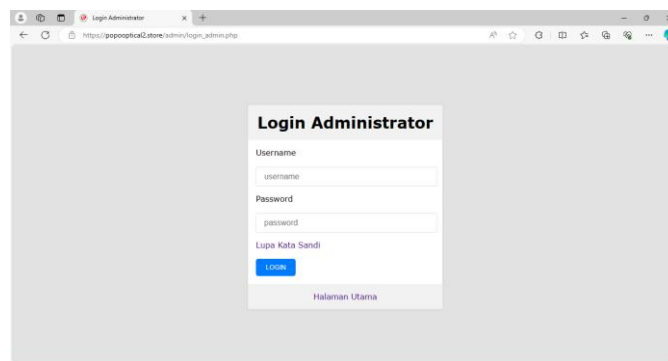 Login Administrator
https://popooptical2.store/admin/login_admin.php
Login Administrator
Username
username
Password
password
Lupa Kata Sandi
LOGIN
Halaman Utama